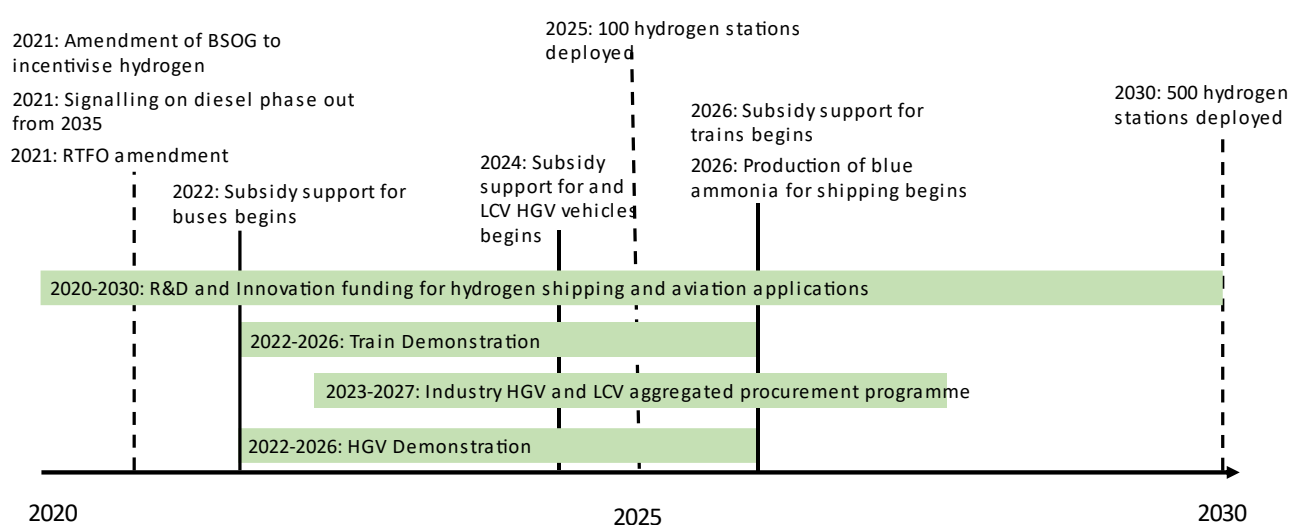 2021: Amendment of BSOG to
incentivise hydrogen
2021: Signalling on diesel phase out
from 2035
2021: RTFO amendment
2022: Subsidy support for
buses begins
2024: Subsidy
support for and
LCV HGV vehicles
begins
2025: 100 hydrogen stations
deployed
2026: Subsidy support for
trains begins
2026: Production of blue
ammonia for shipping begins
2030: 500 hydrogen
stations deployed
2020-2030: R&D and Innovation funding for hydrogen shipping and aviation applications
2022-2026: Train Demonstration
2023-2027: Industry HGV and LCV aggregated procurement programme
2022-2026: HGV Demonstration
2020
2025
2030